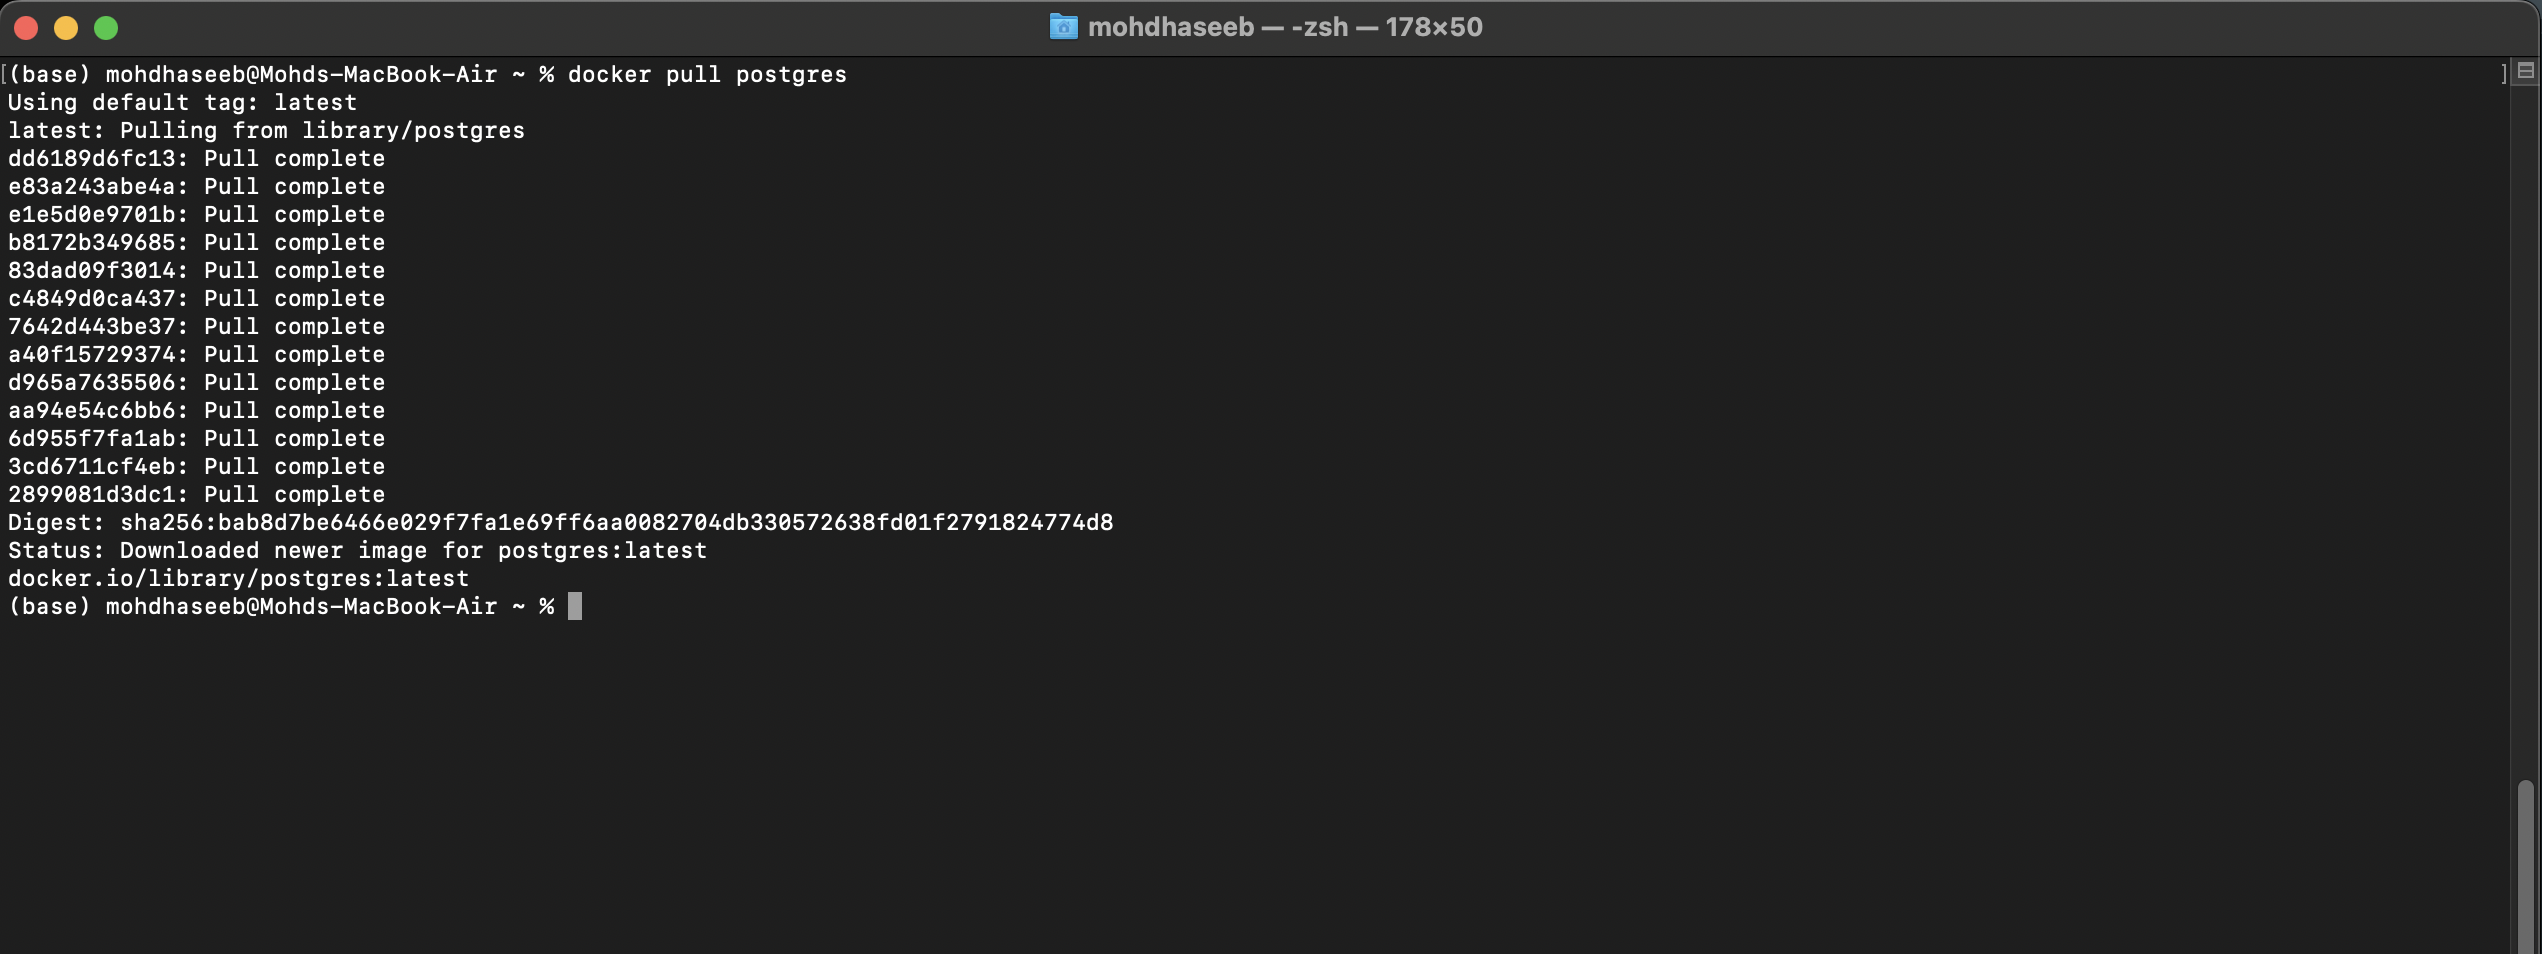 mohdhaseeb — -zsh — 178×50
[(base) mohdhaseeb@Mohds-MacBook-Air ~ % docker pull postgres ]
Using default tag: latest
latest: Pulling from library/postgres
dd6189d6fc13: Pull complete
e83a243abe4a: Pull complete
e1e5d0e9701b: Pull complete
b8172b349685: Pull complete
83dad09f3014: Pull complete
c4849d0ca437: Pull complete
7642d443be37: Pull complete
a40f15729374: Pull complete
d965a7635506: Pull complete
aa94e54c6bb6: Pull complete
6d955f7fa1ab: Pull complete
3cd6711cf4eb: Pull complete
2899081d3dc1: Pull complete
Digest: sha256:bab8d7be6466e029f7fa1e69ff6aa0082704db330572638fd01f2791824774d8
Status: Downloaded newer image for postgres:latest
docker.io/library/postgres:latest
(base) mohdhaseeb@Mohds-MacBook-Air ~ %